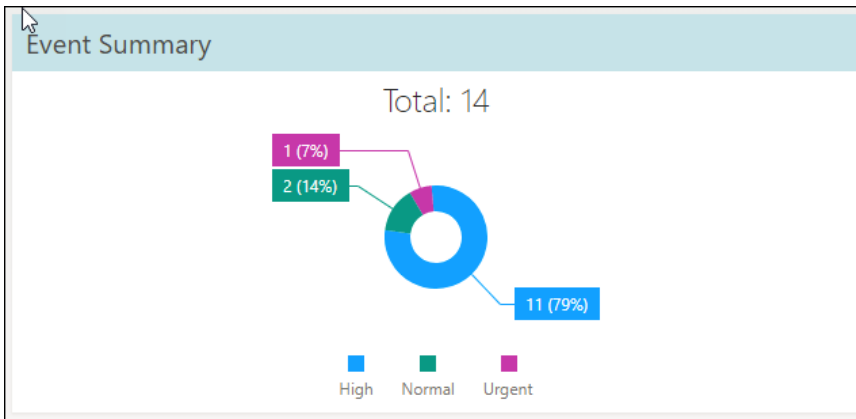 Event Summary
Total: 14
1 (7%)
2 (14%)
11 (79%)
High Normal Urgent